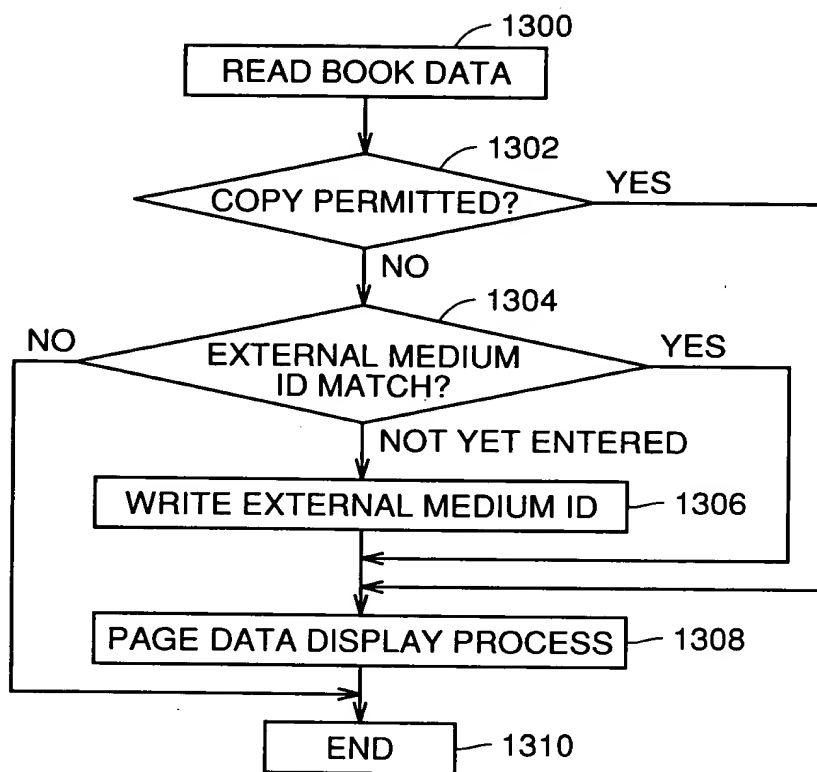 1300
READ BOOK DATA
1302
COPY PERMITTED?
YES
NO
1304
NO
EXTERNAL MEDIUM
ID MATCH?
YES
NOT YET ENTERED
WRITE EXTERNAL MEDIUM ID
1306
PAGE DATA DISPLAY PROCESS
1308
END
1310